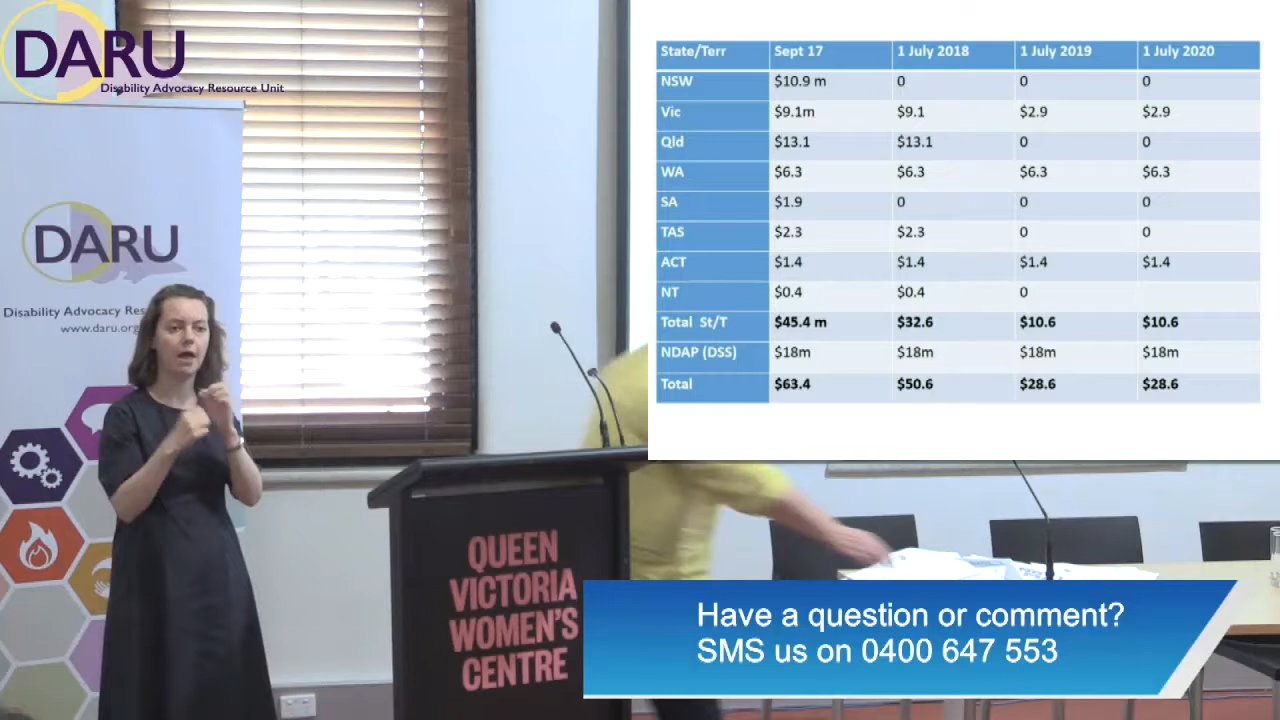 DARU
Disability Advocacy Resource Unit
DARU
Disability Advocacy Res
www.daru.org
State/Terr Sept 17 1 July 2018 1 July 2019 1 July 2020
NSW $10.9 m 0 0 0
Vic $9.1m $9.1 $2.9 $2.9
Qld $13.1 $13.1 0 0
WA $6.3 $6.3 $6.3 $6.3
SA $1.9 0 0 0
TAS $2.3 $2.3 0 0
ACT $1.4 $1.4 $1.4 $1.4
NT $0.4 $0.4 0
Total St/T $45.4 m $32.6 $10.6 $10.6
NDAP (DSS) $18m $18m $18m $18m
Total $63.4 $50.6 $28.6 $28.6
QUEEN
VICTORIA
WOMEN'S
CENTRE
Have a question or comment?
SMS us on 0400 647 553